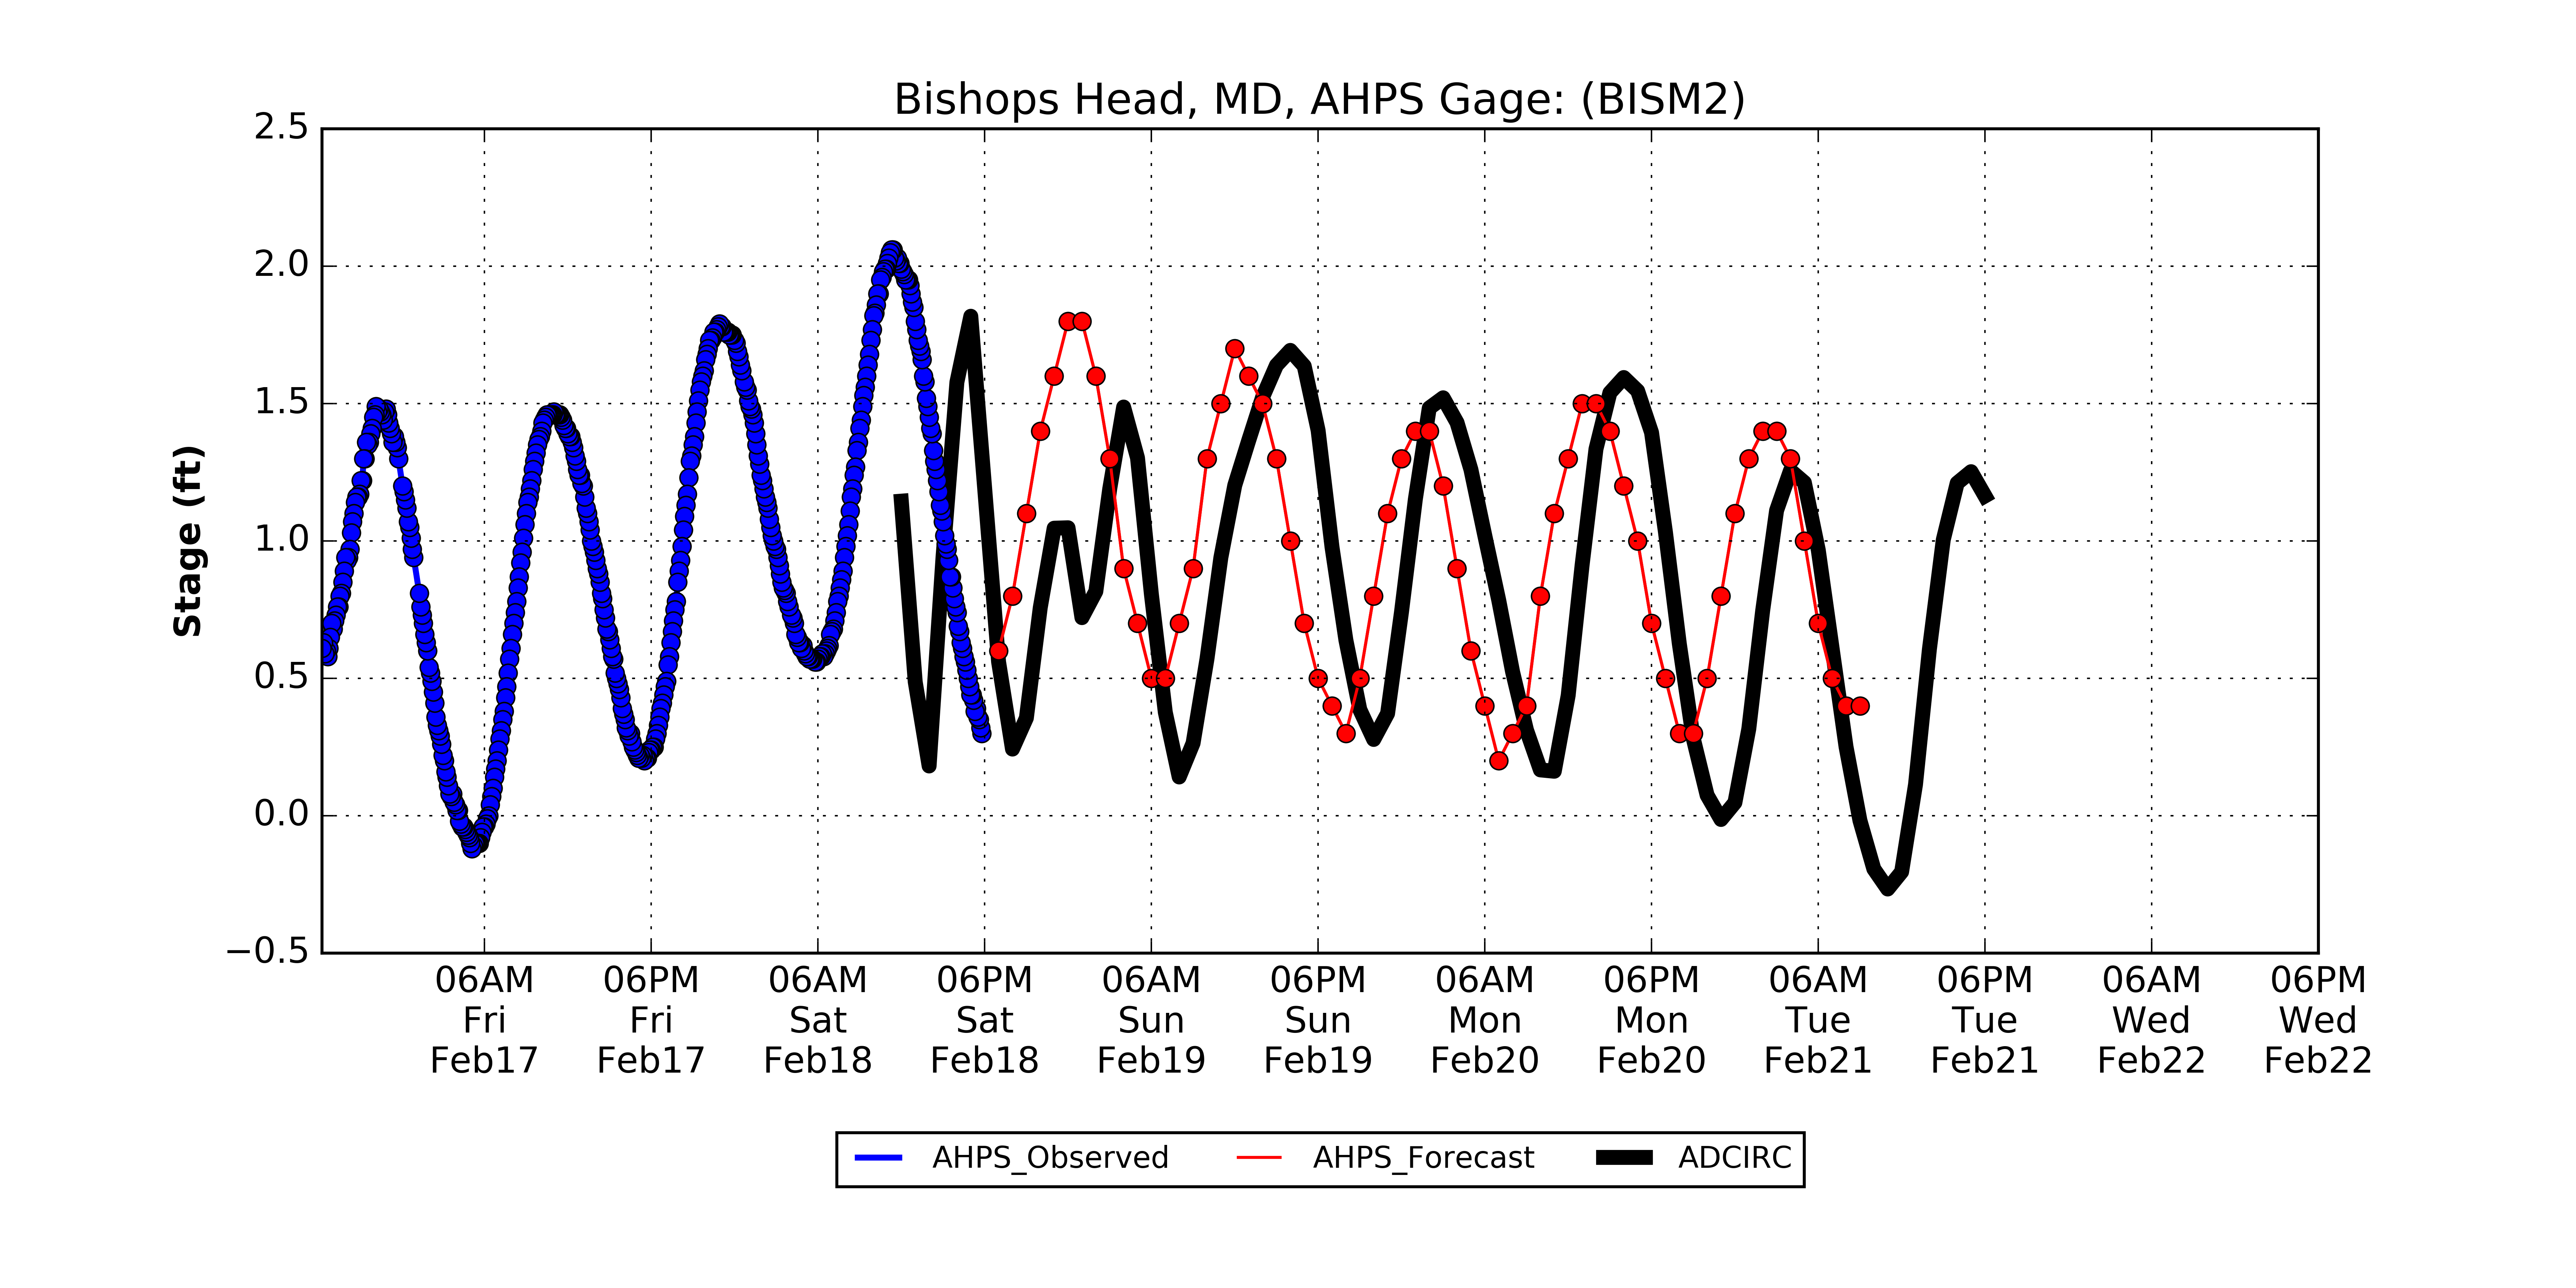 Bishops Head, MD, AHPS Gage: (BISM2)
Stage (ft)
2.5
2.0
1.5
1.0
0.5
0.0
−0.5
06AM Fri Feb17
06PM Fri Feb17
06AM Sat Feb18
06PM Sat Feb18
06AM Sun Feb19
06PM Sun Feb19
06AM Mon Feb20
06PM Mon Feb20
06AM Tue Feb21
06PM Tue Feb21
06AM Wed Feb22
06PM Wed Feb22
AHPS_Observed AHPS_Forecast ADCIRC